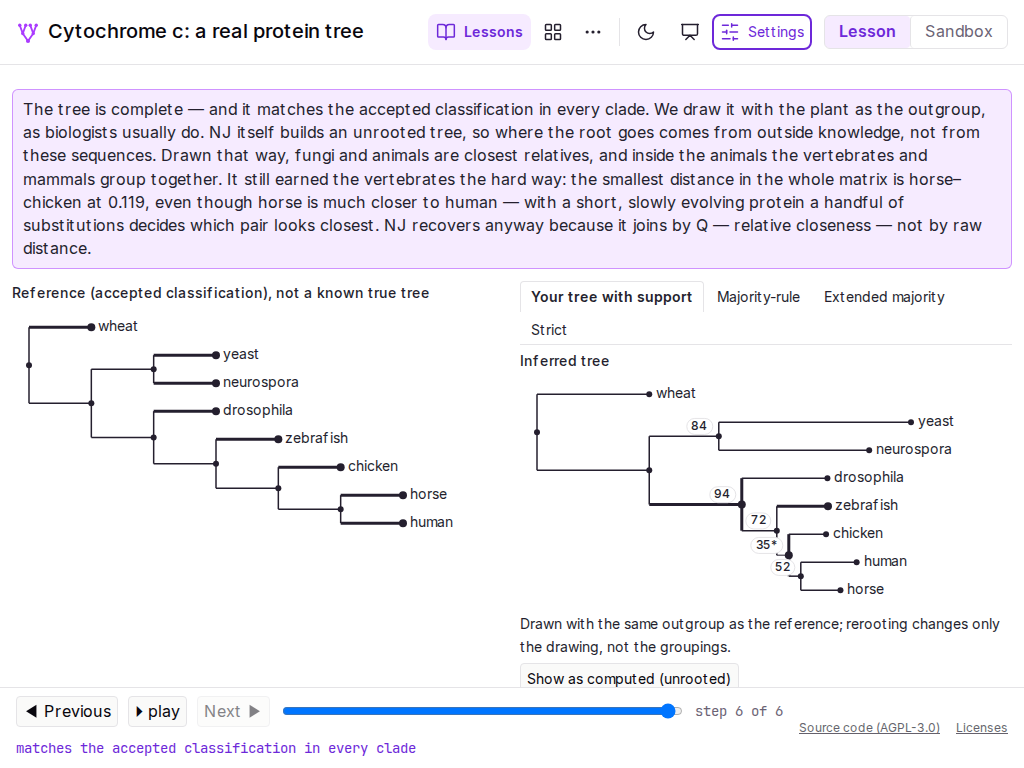 Cytochrome c: a real protein tree
Lessons
Settings
Lesson
Sandbox
The tree is complete — and it matches the accepted classification in every clade. We draw it with the plant as the outgroup,
as biologists usually do. NJ itself builds an unrooted tree, so where the root goes comes from outside knowledge, not from
these sequences. Drawn that way, fungi and animals are closest relatives, and inside the animals the vertebrates and
mammals group together. It still earned the vertebrates the hard way: the smallest distance in the whole matrix is horse–
chicken at 0.119, even though horse is much closer to human — with a short, slowly evolving protein a handful of
substitutions decides which pair looks closest. NJ recovers anyway because it joins by Q — relative closeness — not by raw
distance.
Reference (accepted classification), not a known true tree
wheat
yeast
neurospora
drosophila
zebrafish
chicken
horse
human
Your tree with support
Majority-rule
Extended majority
Strict
Inferred tree
wheat
84
yeast
neurospora
drosophila
94
zebrafish
72
chicken
35*
human
52
horse
Drawn with the same outgroup as the reference; rerooting changes only
the drawing, not the groupings.
Show as computed (unrooted)
Previous
play
Next
step 6 of 6
Source code (AGPL-3.0)
Licenses
matches the accepted classification in every clade